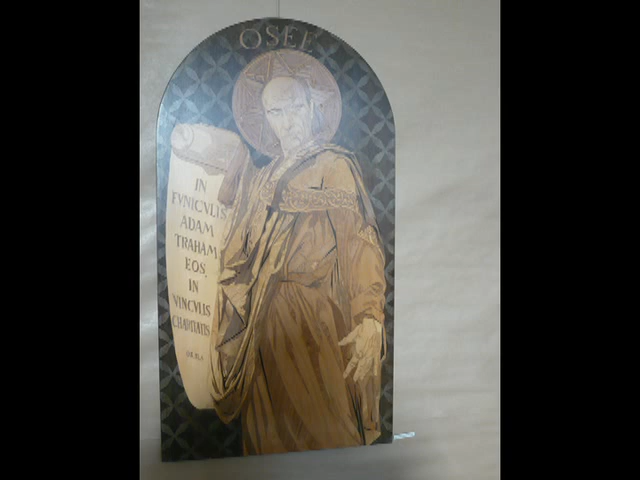 OSEE
IN
FVNICVLIS
ADAM
TRAHAM
EOS,
IN
VINCVLIS
CHARITATIS